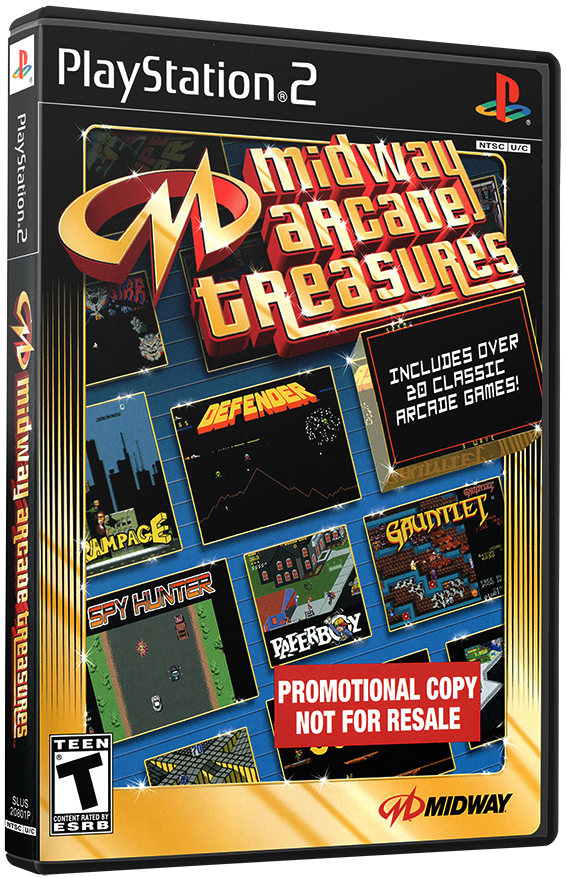 PlayStation®2
NTSC U/C
midway
arcade
treasures
INCLUDES OVER
20 CLASSIC
ARCADE GAMES!
DEFENDER
RAMPAGE
GAUNTLET
SPY HUNTER
PAPERBOY
PROMOTIONAL COPY
NOT FOR RESALE
TEEN
T
CONTENT RATED BY
ESRB
MIDWAY
PlayStation®2
midway arcade treasures
SLUS
20801P
NTSC U/C